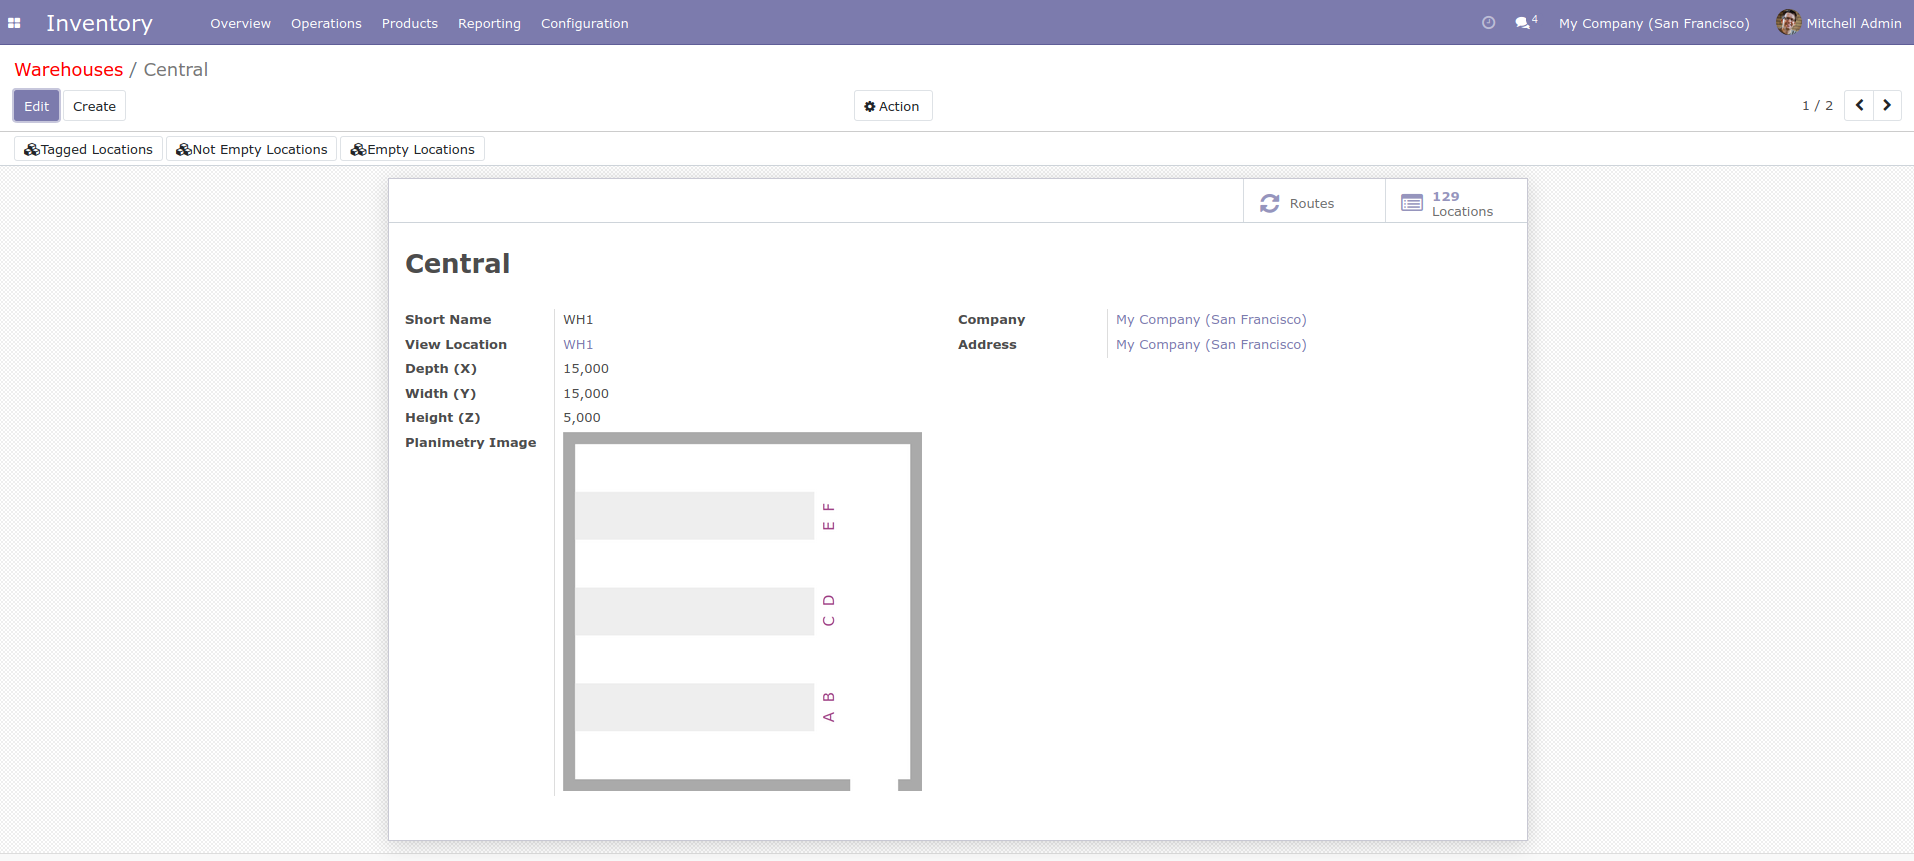 Inventory Overview Operations Products Reporting Configuration 4 My Company (San Francisco) Mitchell Admin
Warehouses / Central
Edit Create Action 1 / 2
Tagged Locations Not Empty Locations Empty Locations
Routes 129 Locations
Central
Short Name WH1 Company My Company (San Francisco)
View Location WH1 Address My Company (San Francisco)
Depth (X) 15,000
Width (Y) 15,000
Height (Z) 5,000
Planimetry Image
E F
C D
A B